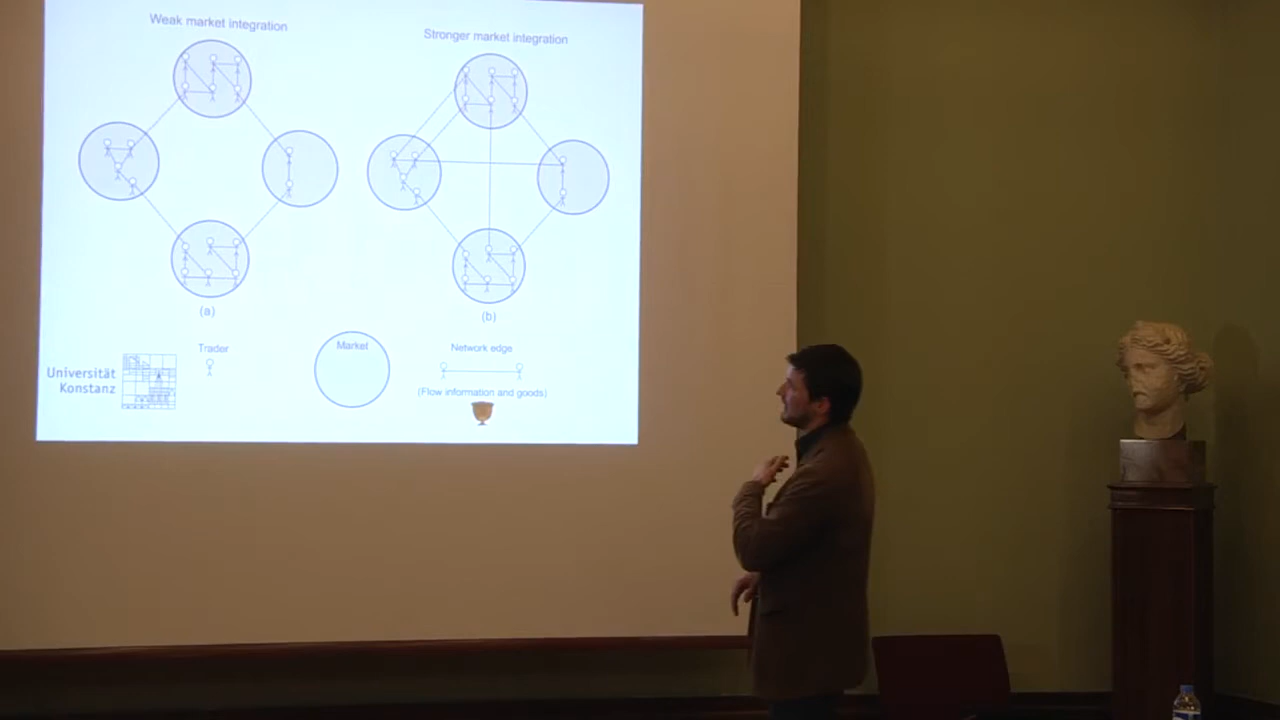 Weak market integration
Stronger market integration
(a)
(b)
Trader
Market
Network edge
(Flow information and goods)
Universität
Konstanz